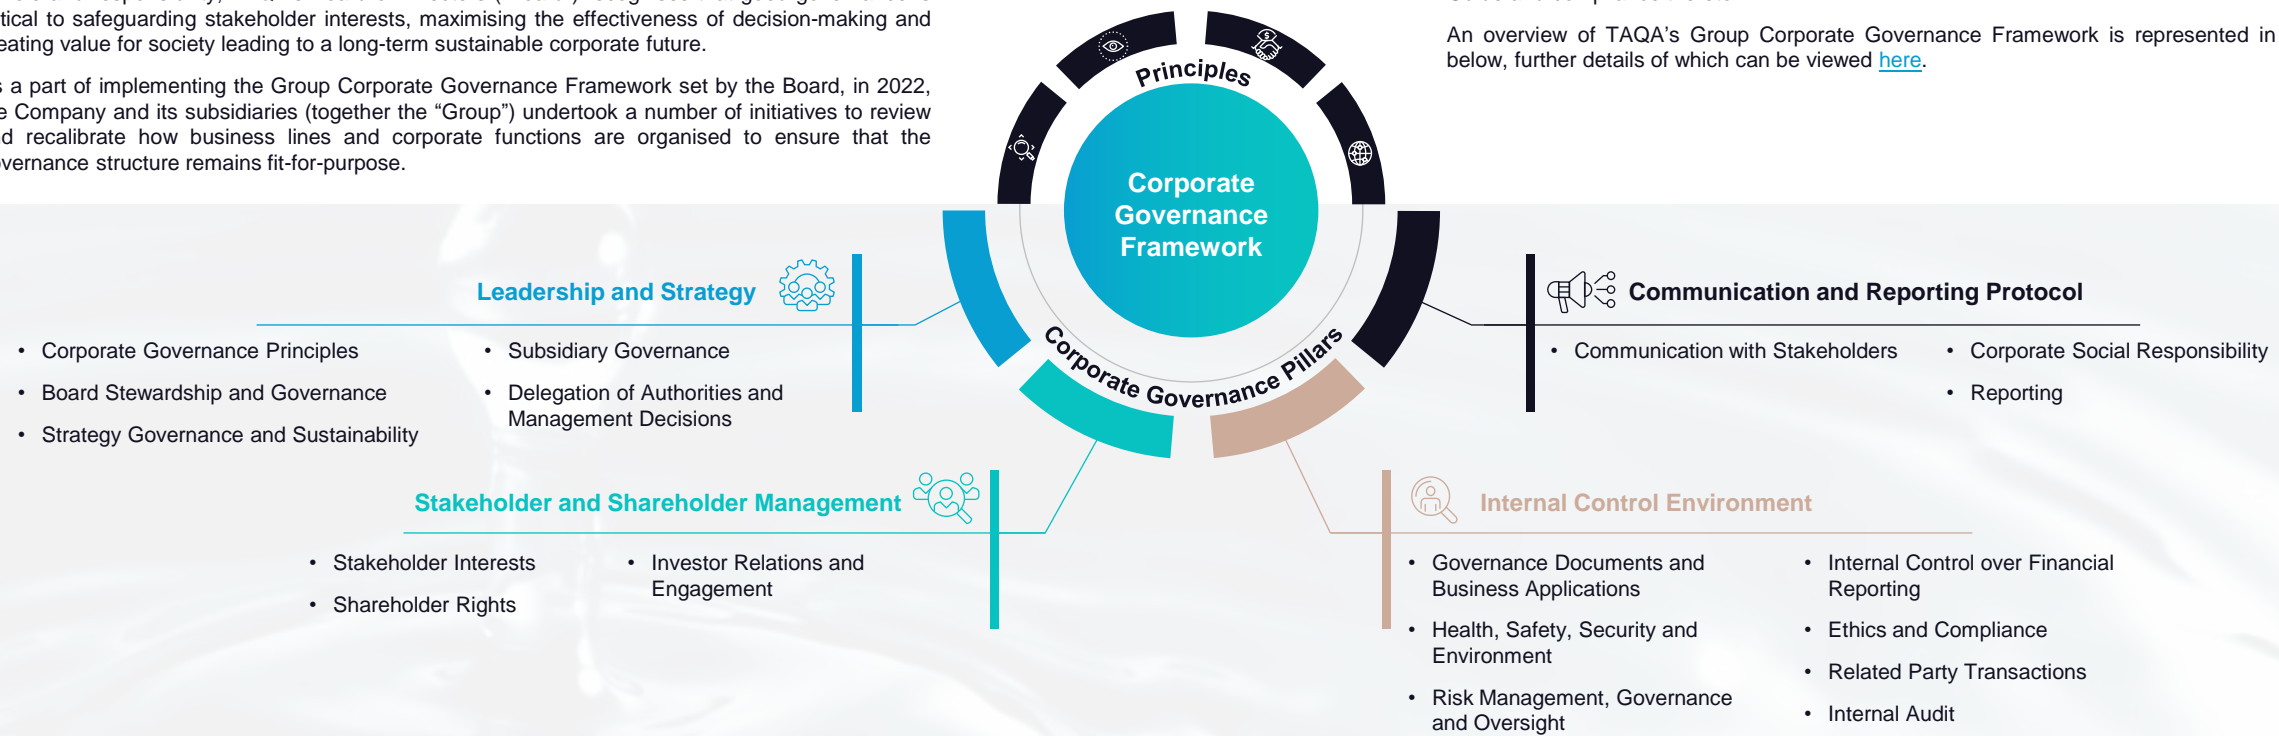 critical to safeguarding stakeholder interests, maximising the effectiveness of decision-making and
creating value for society leading to a long-term sustainable corporate future.
a part of implementing the Group Corporate Governance Framework set by the Board, in 2022,
Company and its subsidiaries (together the “Group”) undertook a number of initiatives to review
recalibrate how business lines and corporate functions are organised to ensure that the
governance structure remains fit-for-purpose.
An overview of TAQA’s Group Corporate Governance Framework is represented in
below, further details of which can be viewed here.
Principles
Corporate
Governance
Framework
Corporate Governance Pillars
Leadership and Strategy
• Corporate Governance Principles
• Board Stewardship and Governance
• Strategy Governance and Sustainability
• Subsidiary Governance
• Delegation of Authorities and
Management Decisions
Communication and Reporting Protocol
• Communication with Stakeholders
• Corporate Social Responsibility
• Reporting
Stakeholder and Shareholder Management
• Stakeholder Interests
• Shareholder Rights
• Investor Relations and
Engagement
Internal Control Environment
• Governance Documents and
Business Applications
• Health, Safety, Security and
Environment
• Risk Management, Governance
and Oversight
• Internal Control over Financial
Reporting
• Ethics and Compliance
• Related Party Transactions
• Internal Audit